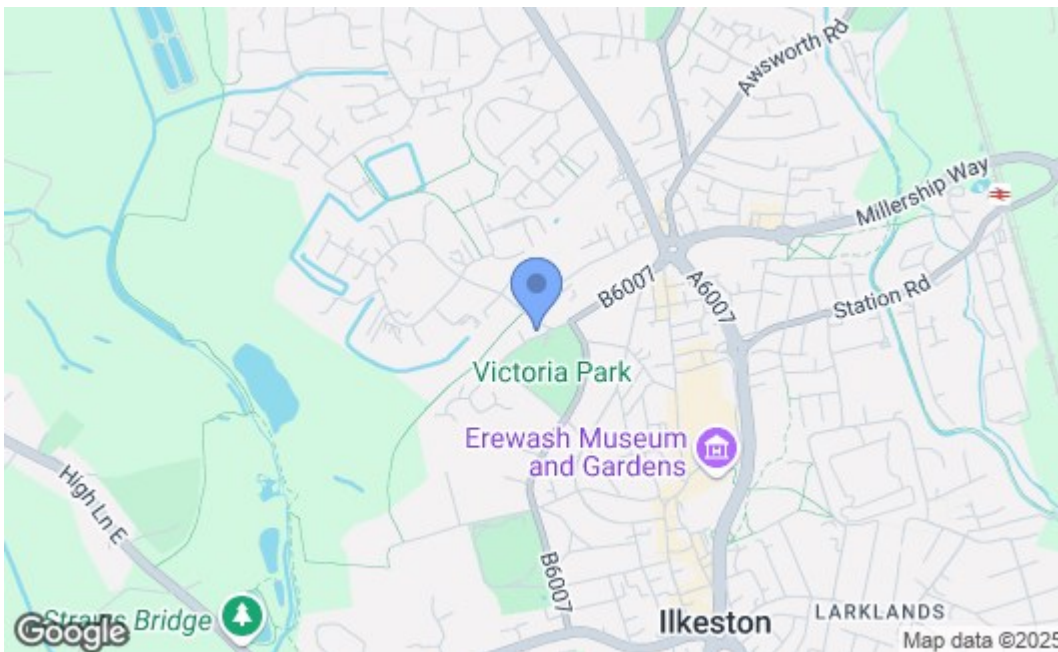 Awsworth Rd
Millership Way
B6007
A6007
Station Rd
Victoria Park
Erewash Museum
and Gardens
High Ln E
B6007
Straws Bridge
Ilkeston
LARKLANDS
Google
Map data ©2025